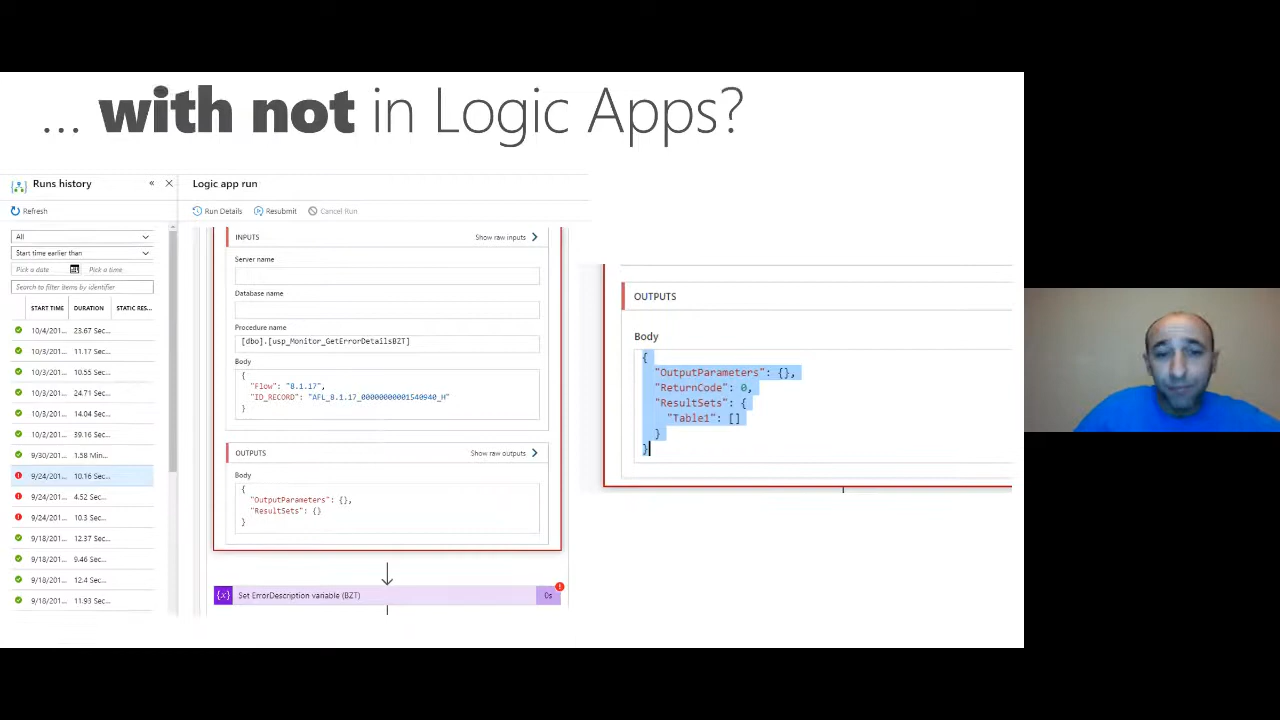 ... with not in Logic Apps?
Runs history
Refresh
All
Start time earlier than
Pick a date
Pick a time
Search to filter items by identifier
START TIME DURATION STATIC RES...
10/4/201... 23.67 Sec...
10/3/201... 11.17 Sec...
10/3/201... 10.55 Sec...
10/3/201... 24.71 Sec...
10/3/201... 14.04 Sec...
10/2/201... 39.16 Sec...
9/30/201... 1.58 Min...
9/24/201... 10.16 Sec...
9/24/201... 4.52 Sec...
9/24/201... 10.3 Sec...
9/18/201... 12.37 Sec...
9/18/201... 9.46 Sec...
9/18/201... 12.4 Sec...
9/18/201... 11.93 Sec...
Logic app run
Run Details Resubmit Cancel Run
INPUTS Show raw inputs
Server name
Database name
Procedure name
[dbo].[usp_Monitor_GetErrorDetailsBZT]
Body
{
"Flow": "8.1.17",
"ID_RECORD": "AFL_8.1.17_00000000001540940_H"
}
OUTPUTS Show raw outputs
Body
{
"OutputParameters": {},
"ResultSets": {}
}
{x} Set ErrorDescription variable (BZT) 0s
OUTPUTS
Body
{
"OutputParameters": {},
"ReturnCode": 0,
"ResultSets": {
"Table1": []
}
}